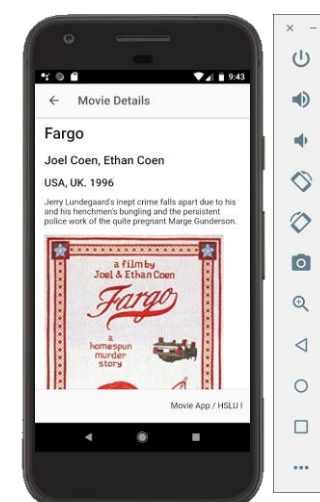 9:43
Movie Details
Fargo
Joel Coen, Ethan Coen
USA, UK. 1996
Jerry Lundegaard's inept crime falls apart due to his
and his henchmen's bungling and the persistent
police work of the quite pregnant Marge Gunderson.
a film by
Joel & Ethan Coen
Fargo
a
homespun
murder
story
Movie App / HSLU I